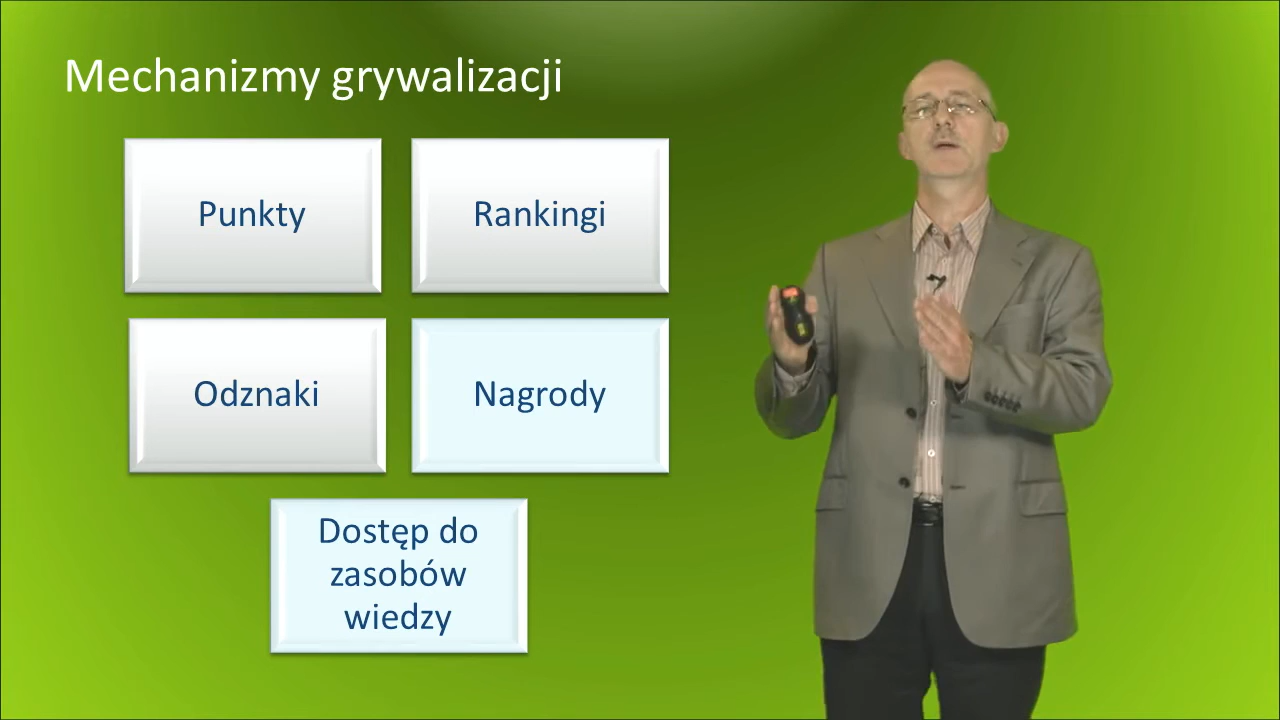 Mechanizmy grywalizacji
Punkty
Rankingi
Odznaki
Nagrody
Dostęp do
zasobów
wiedzy